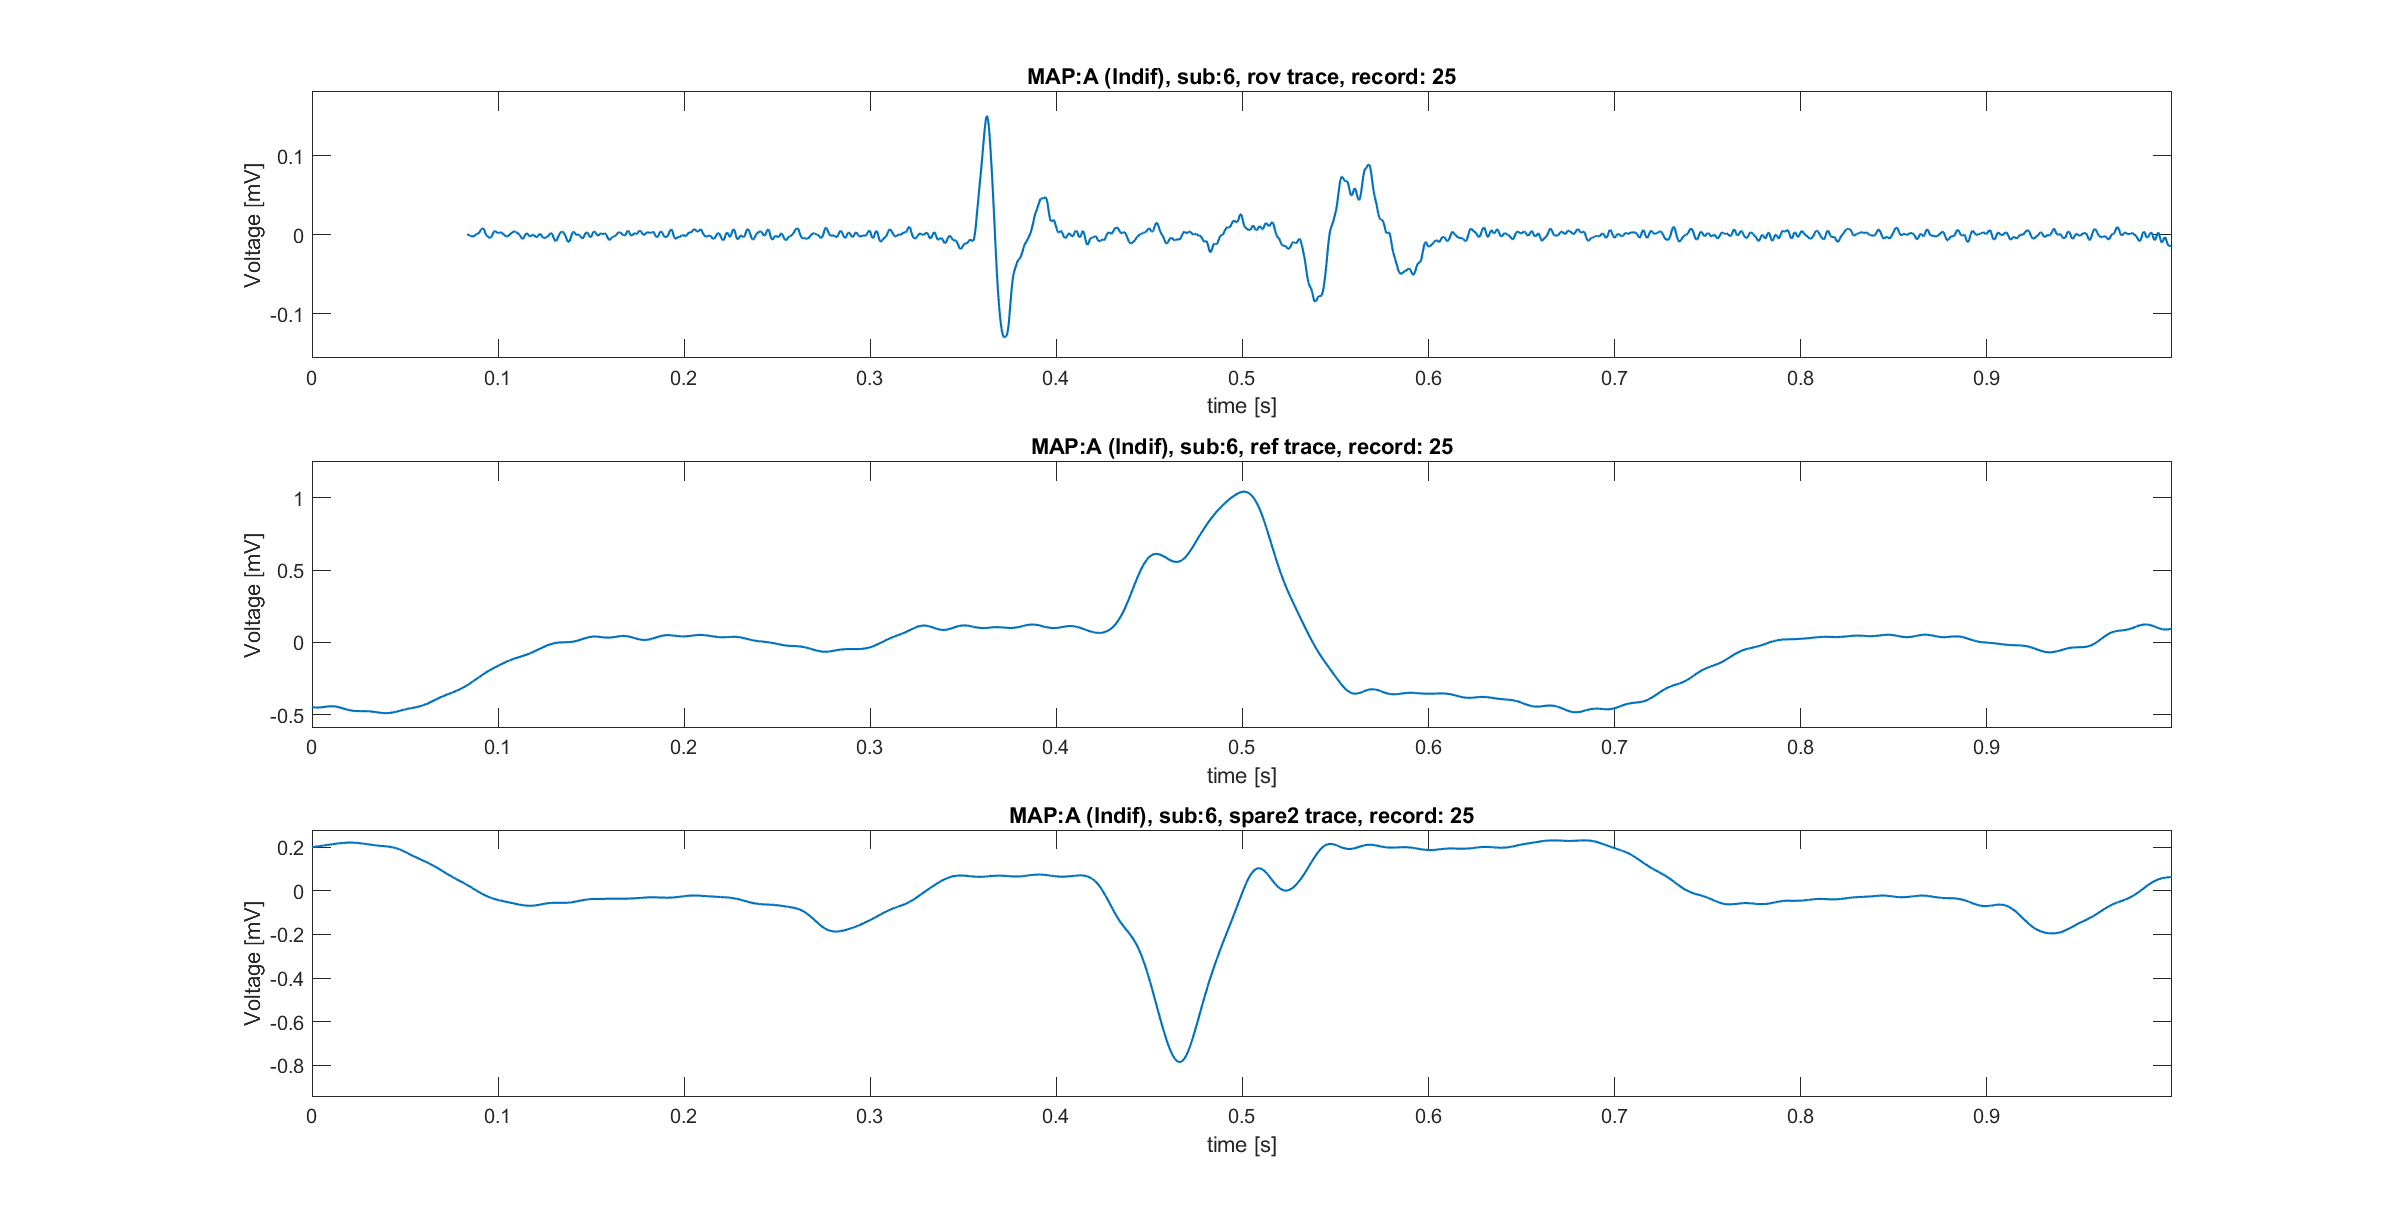 MAP:A (Indif), sub:6, rov trace, record: 25
Voltage [mV]
0.1
0
-0.1
0 0.1 0.2 0.3 0.4 0.5 0.6 0.7 0.8 0.9
time [s]
MAP:A (Indif), sub:6, ref trace, record: 25
Voltage [mV]
1
0.5
0
-0.5
0 0.1 0.2 0.3 0.4 0.5 0.6 0.7 0.8 0.9
time [s]
MAP:A (Indif), sub:6, spare2 trace, record: 25
Voltage [mV]
0.2
0
-0.2
-0.4
-0.6
-0.8
0 0.1 0.2 0.3 0.4 0.5 0.6 0.7 0.8 0.9
time [s]